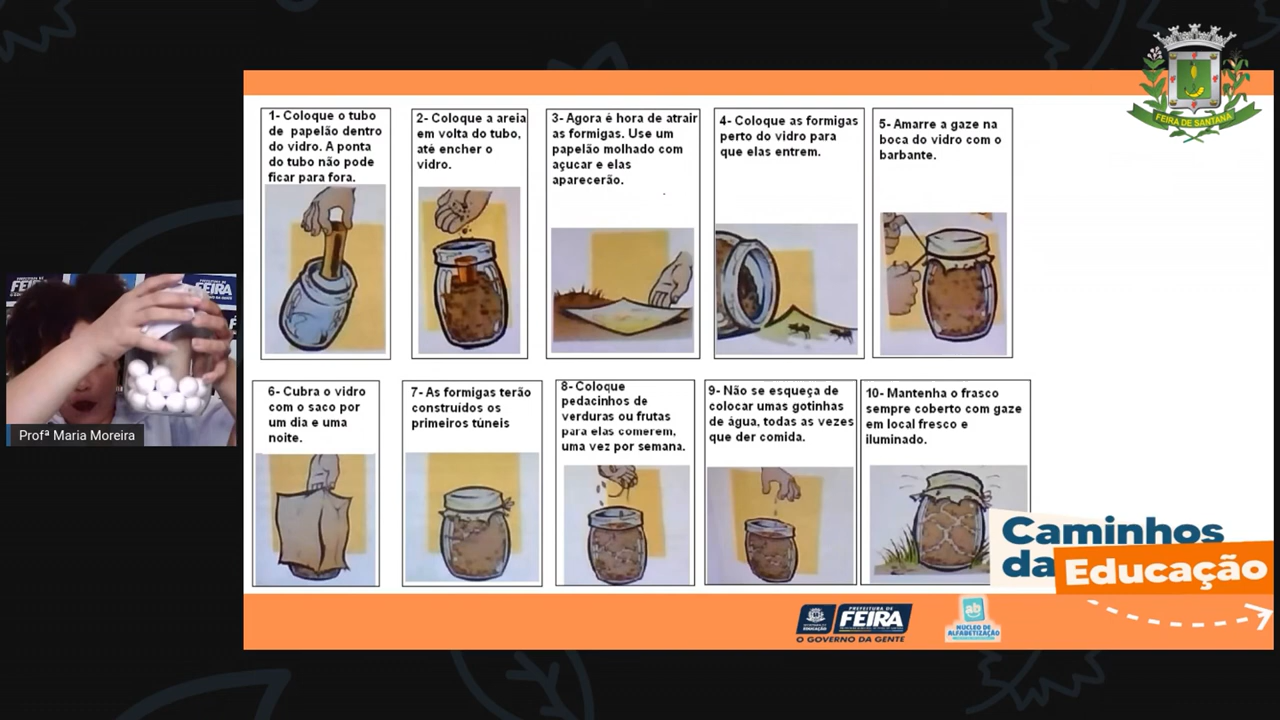 FEIRA DE SANTANA
1- Coloque o tubo
de papelão dentro
do vidro. A ponta
do tubo não pode
ficar para fora.
2- Coloque a areia
em volta do tubo,
até encher o
vidro.
3- Agora é hora de atrair
as formigas. Use um
papelão molhado com
açucar e elas
aparecerão.
4- Coloque as formigas
perto do vidro para
que elas entrem.
5- Amarre a gaze na
boca do vidro com o
barbante.
6- Cubra o vidro
com o saco por
um dia e uma
noite.
7- As formigas terão
construídos os
primeiros túneis
8- Coloque
pedacinhos de
verduras ou frutas
para elas comerem,
uma vez por semana.
9- Não se esqueça de
colocar umas gotinhas
de água, todas as vezes
que der comida.
10- Mantenha o frasco
sempre coberto com gaze
em local fresco e
iluminado.
FEIRA
FEIRA
Profª Maria Moreira
Caminhos
da Educação
EDUCAÇÃO
PREFEITURA DE
FEIRA
O GOVERNO DA GENTE
ab
NÚCLEO DE
ALFABETIZAÇÃO